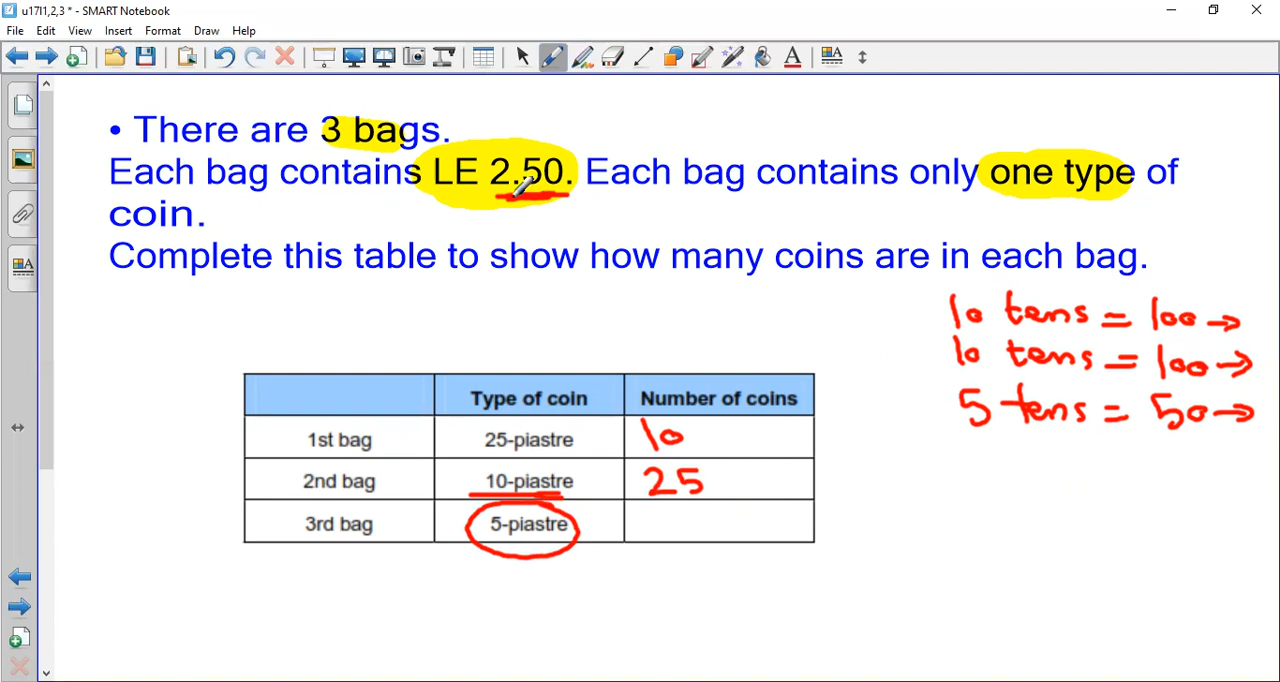 u17l1,2,3 * - SMART Notebook
File Edit View Insert Format Draw Help
• There are 3 bags.
Each bag contains LE 2.50. Each bag contains only one type of
coin.
Complete this table to show how many coins are in each bag.
10 tens = 100 →
10 tens = 100 →
5 tens = 50 →
Type of coin Number of coins
1st bag 25-piastre 10
2nd bag 10-piastre 25
3rd bag 5-piastre